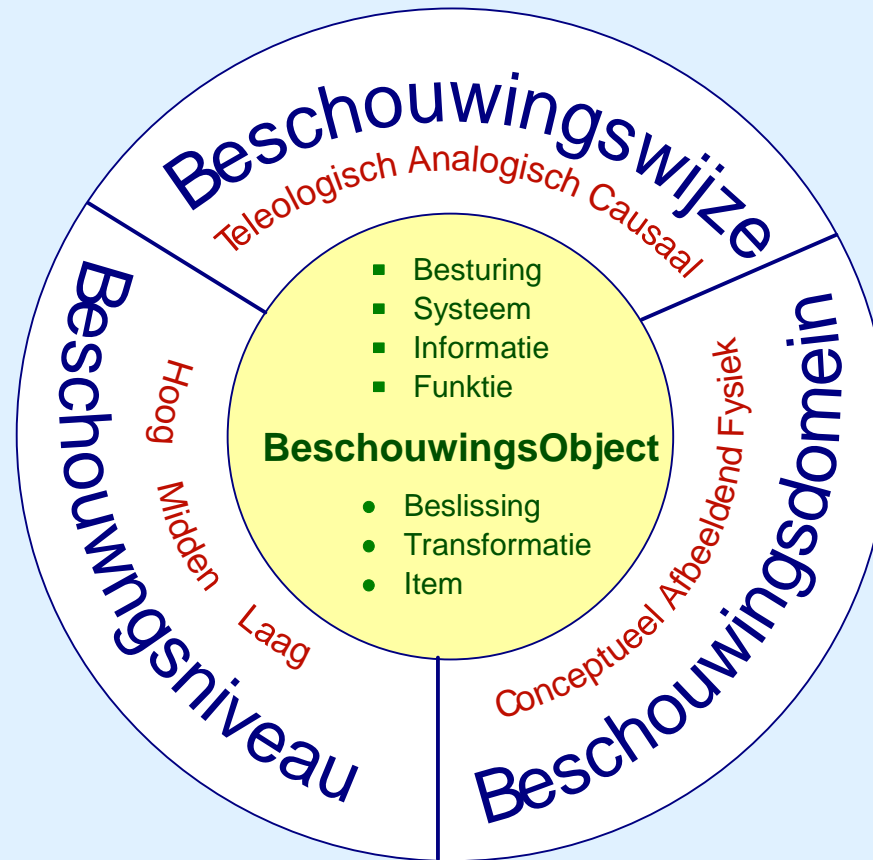 Beschouwingswijze
Teleologisch Analogisch Causaal
Beschouwngsniveau
Hoog Midden Laag
Besturing
Systeem
Informatie
Funktie
BeschouwingsObject
Beslissing
Transformatie
Item
Beschouwingsdomein
Conceptueel Afbeeldend Fysiek